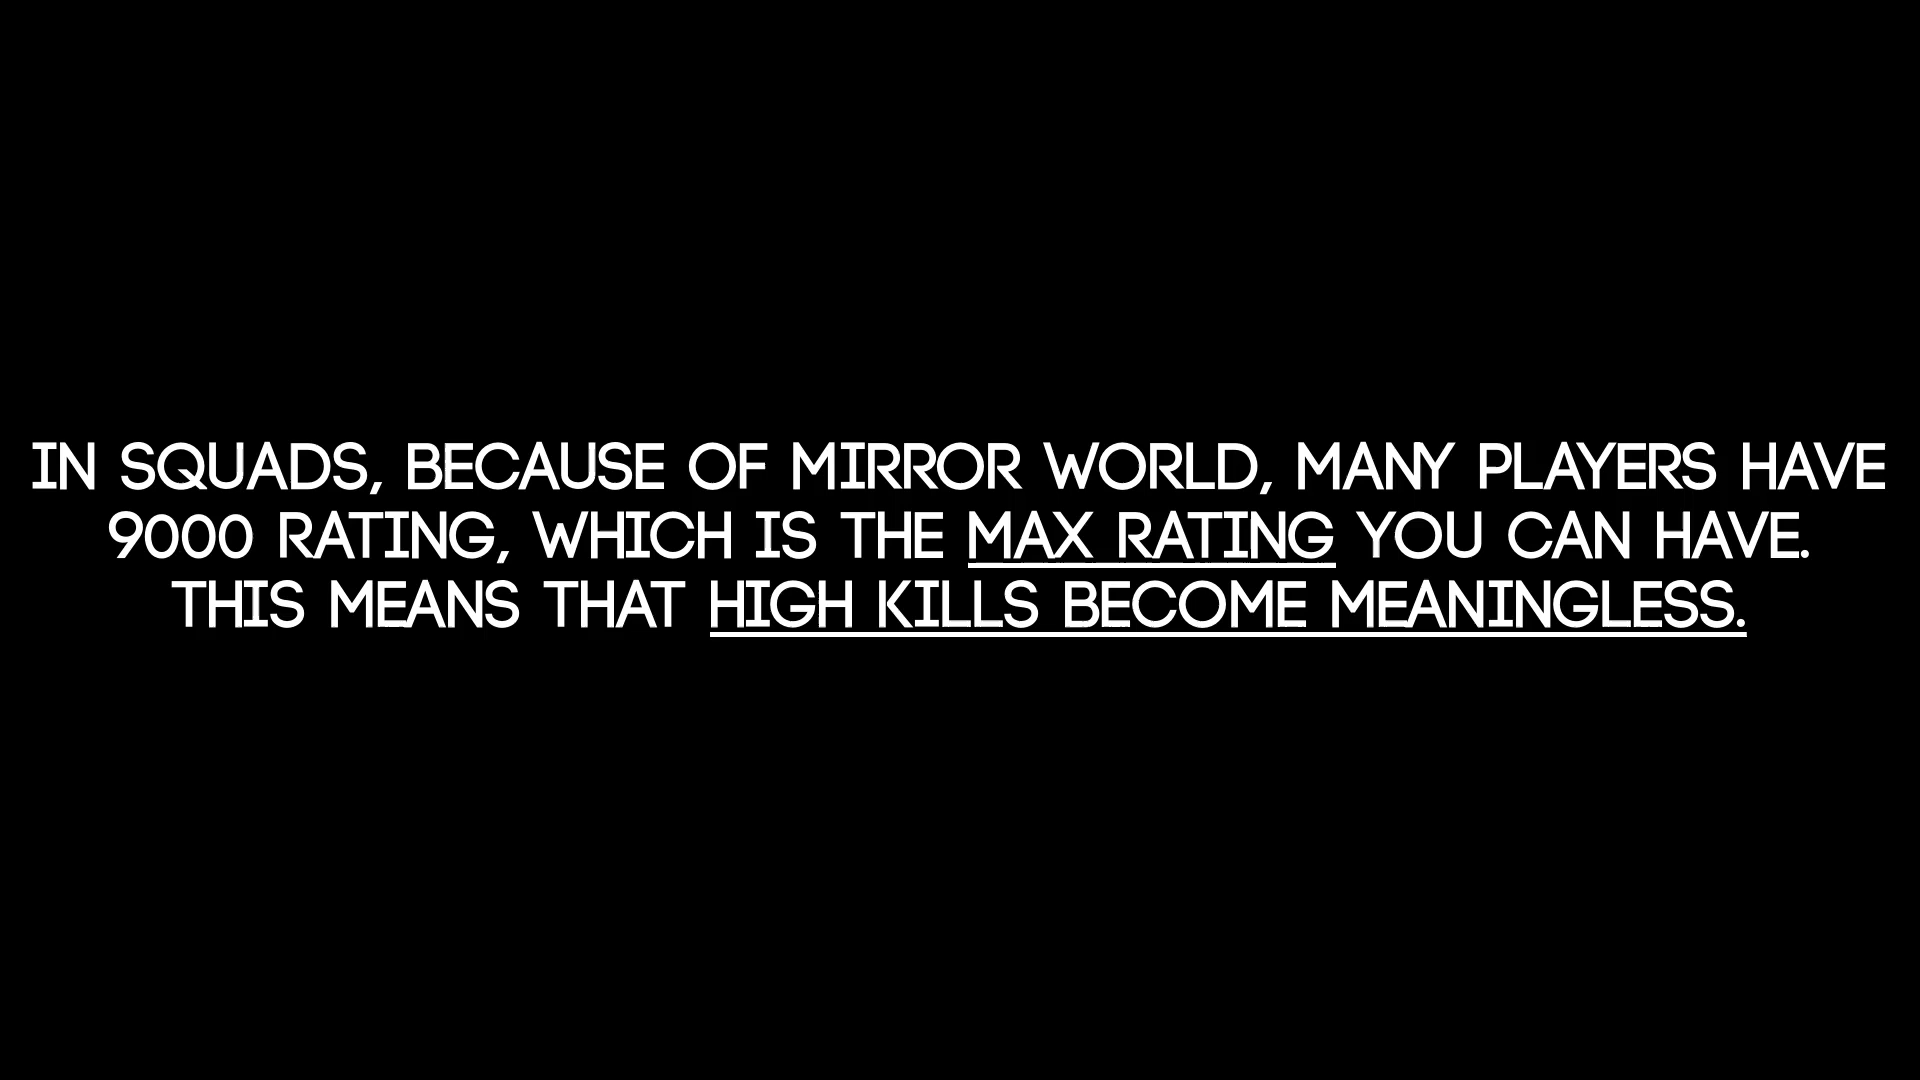 IN SQUADS, BECAUSE OF MIRROR WORLD, MANY PLAYERS HAVE
9000 RATING, WHICH IS THE MAX RATING YOU CAN HAVE.
THIS MEANS THAT HIGH KILLS BECOME MEANINGLESS.